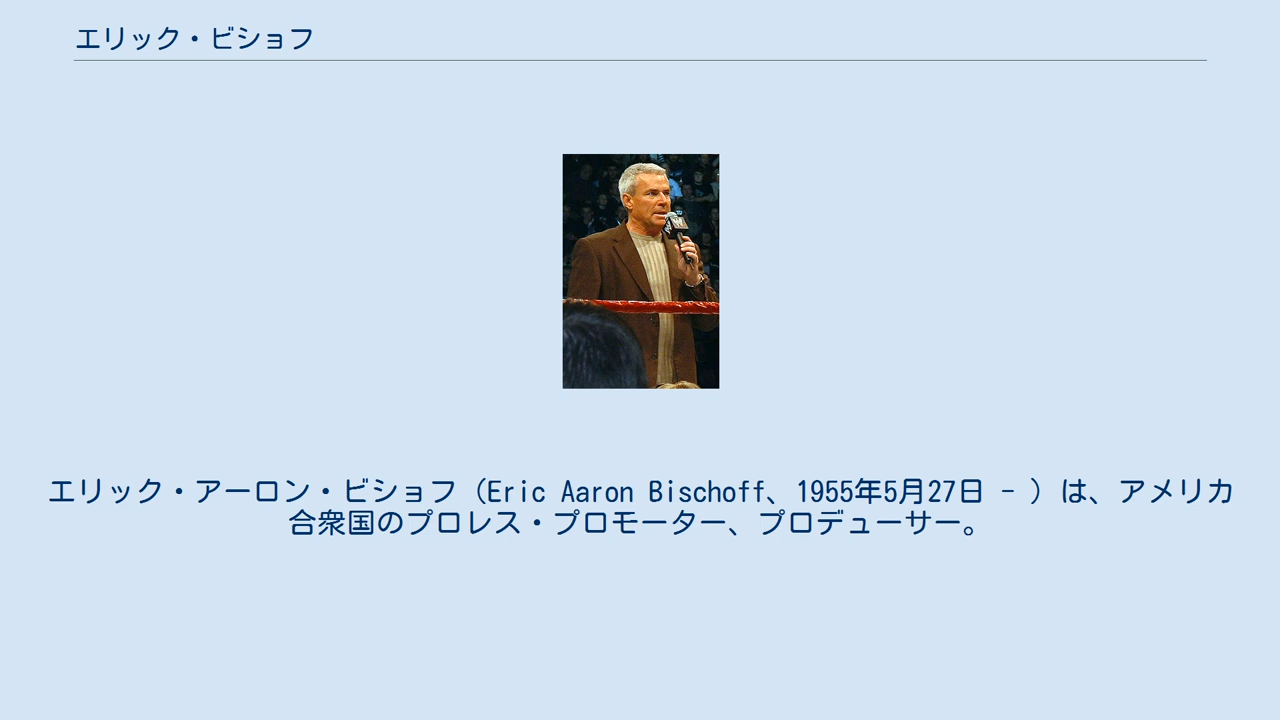 エリック・ビショフ
エリック・アーロン・ビショフ（Eric Aaron Bischoff、1955年5月27日 - ）は、アメリカ
合衆国のプロレス・プロモーター、プロデューサー。